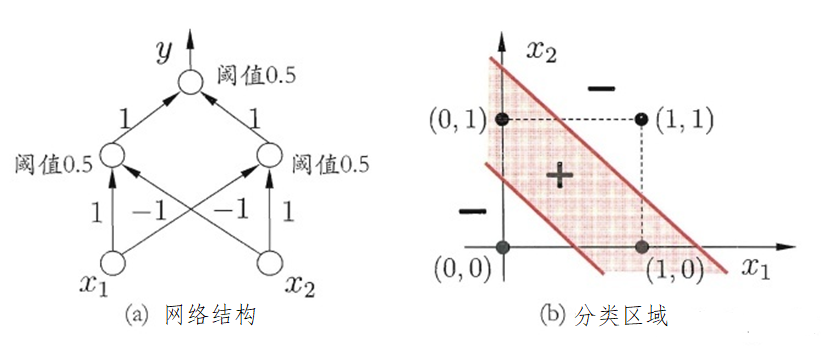 y
阈值0.5
1 1
阈值0.5 阈值0.5
1 -1 -1 1
x₁ x₂
(a) 网络结构
x₂
−
(0,1) (1,1)
+
−
(0,0) (1,0) x₁
(b) 分类区域